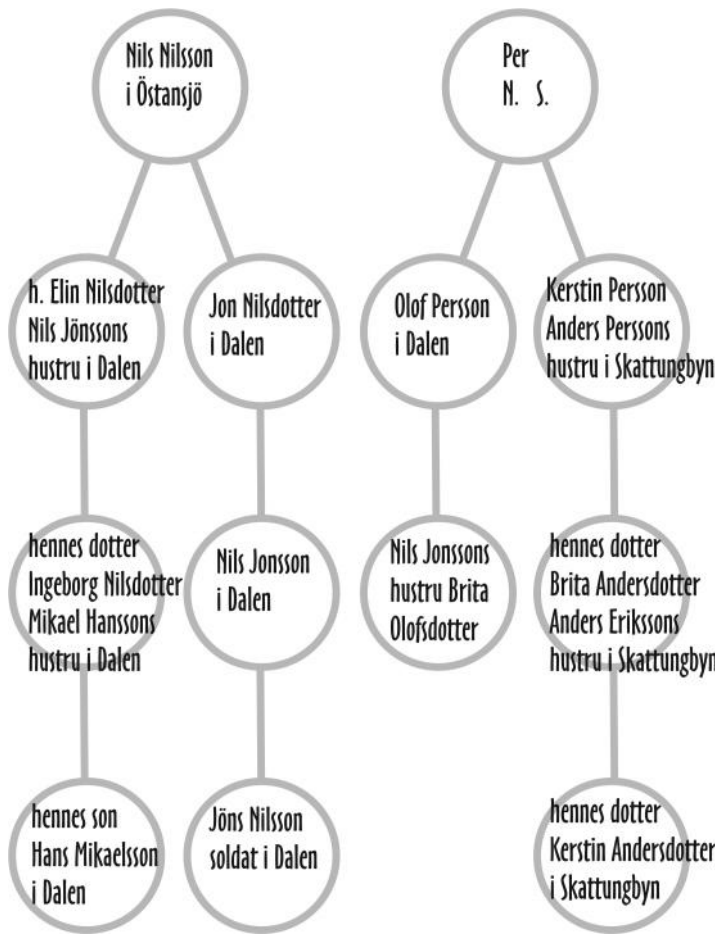 Nils Nilsson
i Östansjö
Per
N. S.
h. Elin Nilsdotter
Nils Jönssons
hustru i Dalen
Jon Nilsdotter
i Dalen
Olof Persson
i Dalen
Kerstin Persson
Anders Perssons
hustru i Skattungbyn
hennes dotter
Ingeborg Nilsdotter
Mikael Hanssons
hustru i Dalen
Nils Jonsson
i Dalen
Nils Jonssons
hustru Brita
Olofsdotter
hennes dotter
Brita Andersdotter
Anders Erikssons
hustru i Skattungbyn
hennes son
Hans Mikaelsson
i Dalen
Jöns Nilsson
soldat i Dalen
hennes dotter
Kerstin Andersdotter
i Skattungbyn